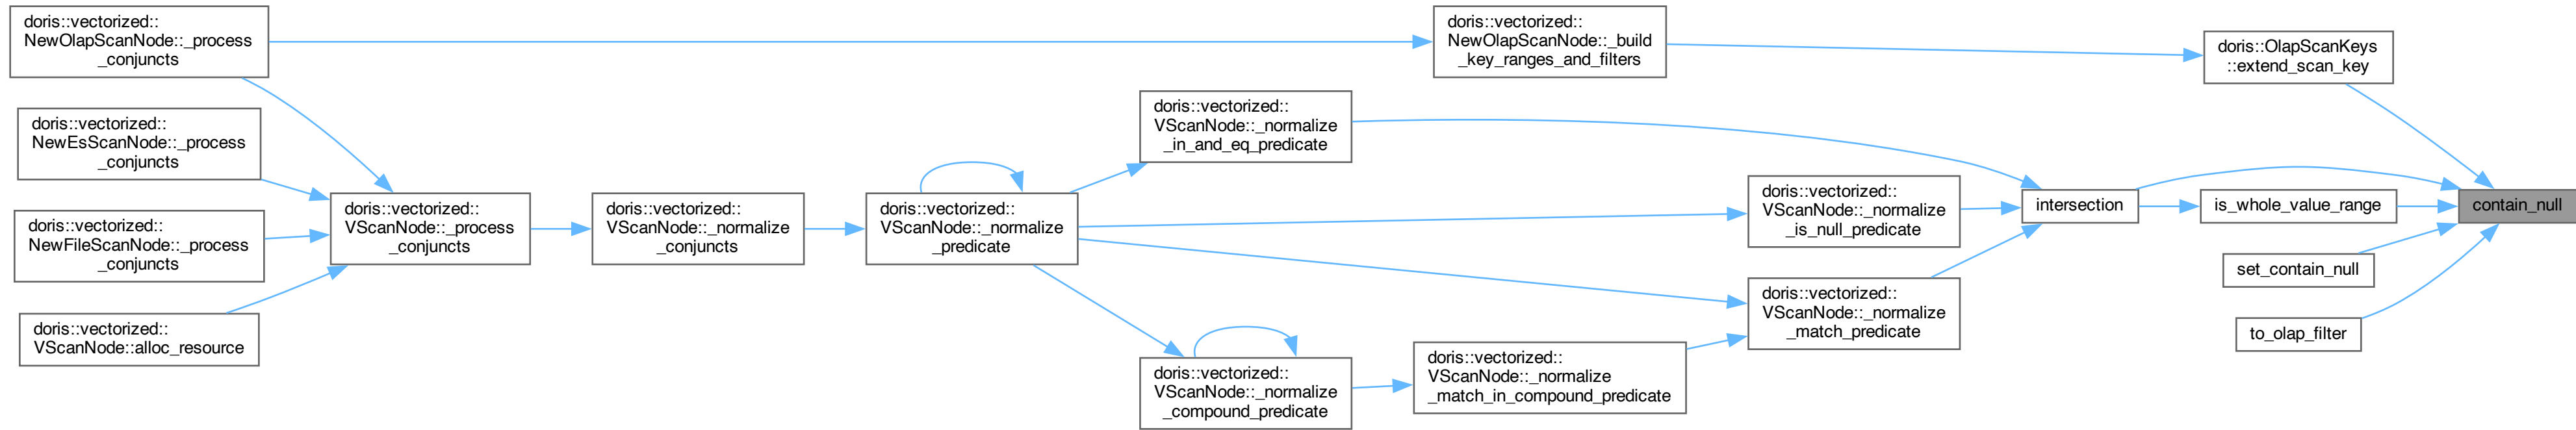 doris::vectorized::
NewOlapScanNode::_process
_conjuncts
doris::vectorized::
NewEsScanNode::_process
_conjuncts
doris::vectorized::
NewFileScanNode::_process
_conjuncts
doris::vectorized::
VScanNode::alloc_resource
doris::vectorized::
VScanNode::_process
_conjuncts
doris::vectorized::
VScanNode::_normalize
_conjuncts
doris::vectorized::
VScanNode::_normalize
_predicate
doris::vectorized::
VScanNode::_normalize
_in_and_eq_predicate
doris::vectorized::
VScanNode::_normalize
_compound_predicate
doris::vectorized::
NewOlapScanNode::_build
_key_ranges_and_filters
doris::vectorized::
VScanNode::_normalize
_match_in_compound_predicate
doris::vectorized::
VScanNode::_normalize
_is_null_predicate
doris::vectorized::
VScanNode::_normalize
_match_predicate
intersection
doris::OlapScanKeys
::extend_scan_key
is_whole_value_range
set_contain_null
to_olap_filter
contain_null